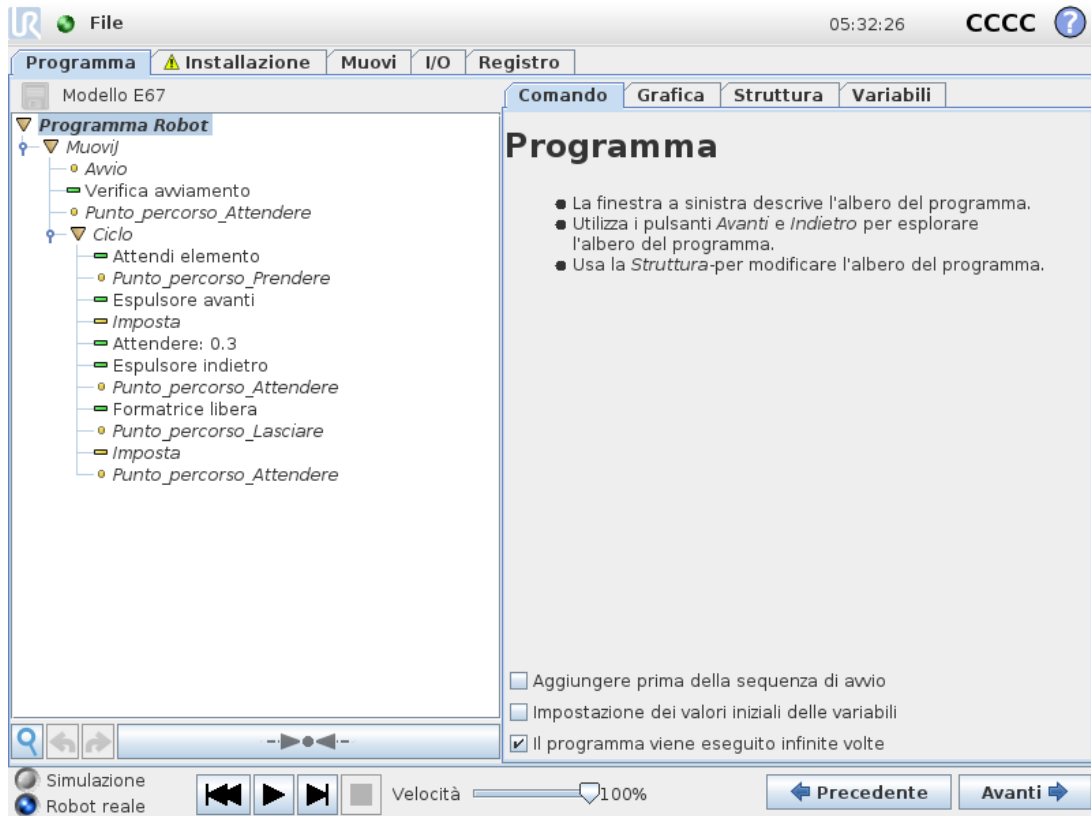 UR File 05:32:26 CCCC ?
Programma Installazione Muovi I/O Registro
Modello E67
Programma Robot
MuoviJ
Avvio
Verifica avviamento
Punto_percorso_Attendere
Ciclo
Attendi elemento
Punto_percorso_Prendere
Espulsore avanti
Imposta
Attendere: 0.3
Espulsore indietro
Punto_percorso_Attendere
Formatrice libera
Punto_percorso_Lasciare
Imposta
Punto_percorso_Attendere
Comando Grafica Struttura Variabili
Programma
La finestra a sinistra descrive l'albero del programma.
Utilizza i pulsanti Avanti e Indietro per esplorare
l'albero del programma.
Usa la Struttura-per modificare l'albero del programma.
Aggiungere prima della sequenza di avvio
Impostazione dei valori iniziali delle variabili
Il programma viene eseguito infinite volte
Simulazione
Robot reale
Velocità 100%
Precedente Avanti